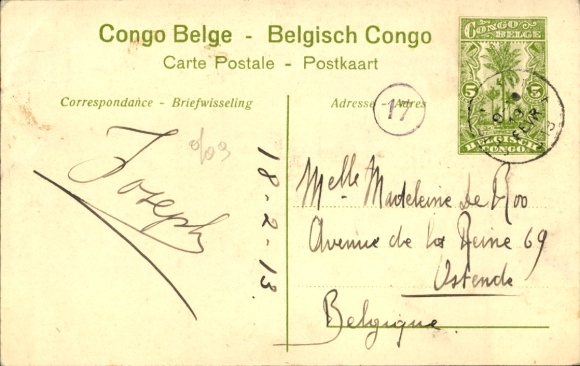 Congo Belge - Belgisch Congo
Carte Postale - Postkaart
CONGO BELGE
5 5
BELGISCH CONGO
Correspondance - Briefwisseling
Adresse - Adres
17
Joseph
18-2-13
Melle Madeleine De Roo
Avenue de la Reine 69
Ostende
Belgique